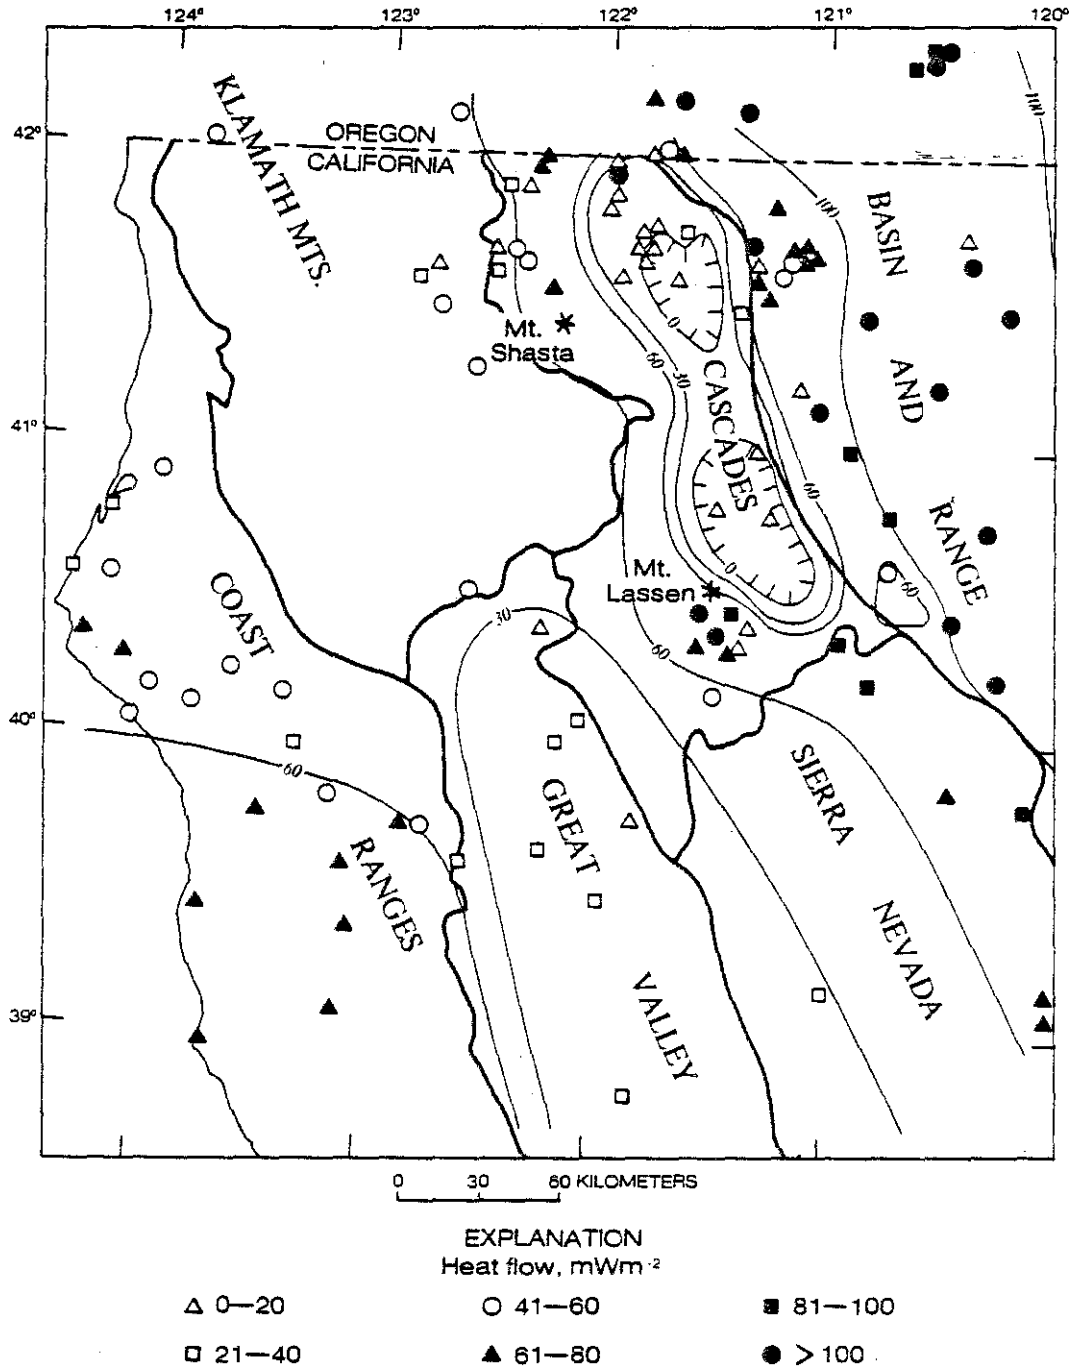 124° 123° 122° 121° 120°
42°
41°
40°
39°
KLAMATH MTS.
OREGON
CALIFORNIA
100
100
BASIN
AND
RANGE
Mt.
Shasta
0
60
30
CASCADES
60
0
60
Mt.
Lassen
COAST
RANGES
30
60
60
GREAT
VALLEY
SIERRA
NEVADA
0 30 60 KILOMETERS
EXPLANATION
Heat flow, mWm-2
0—20
41—60
81—100
21—40
61—80
> 100